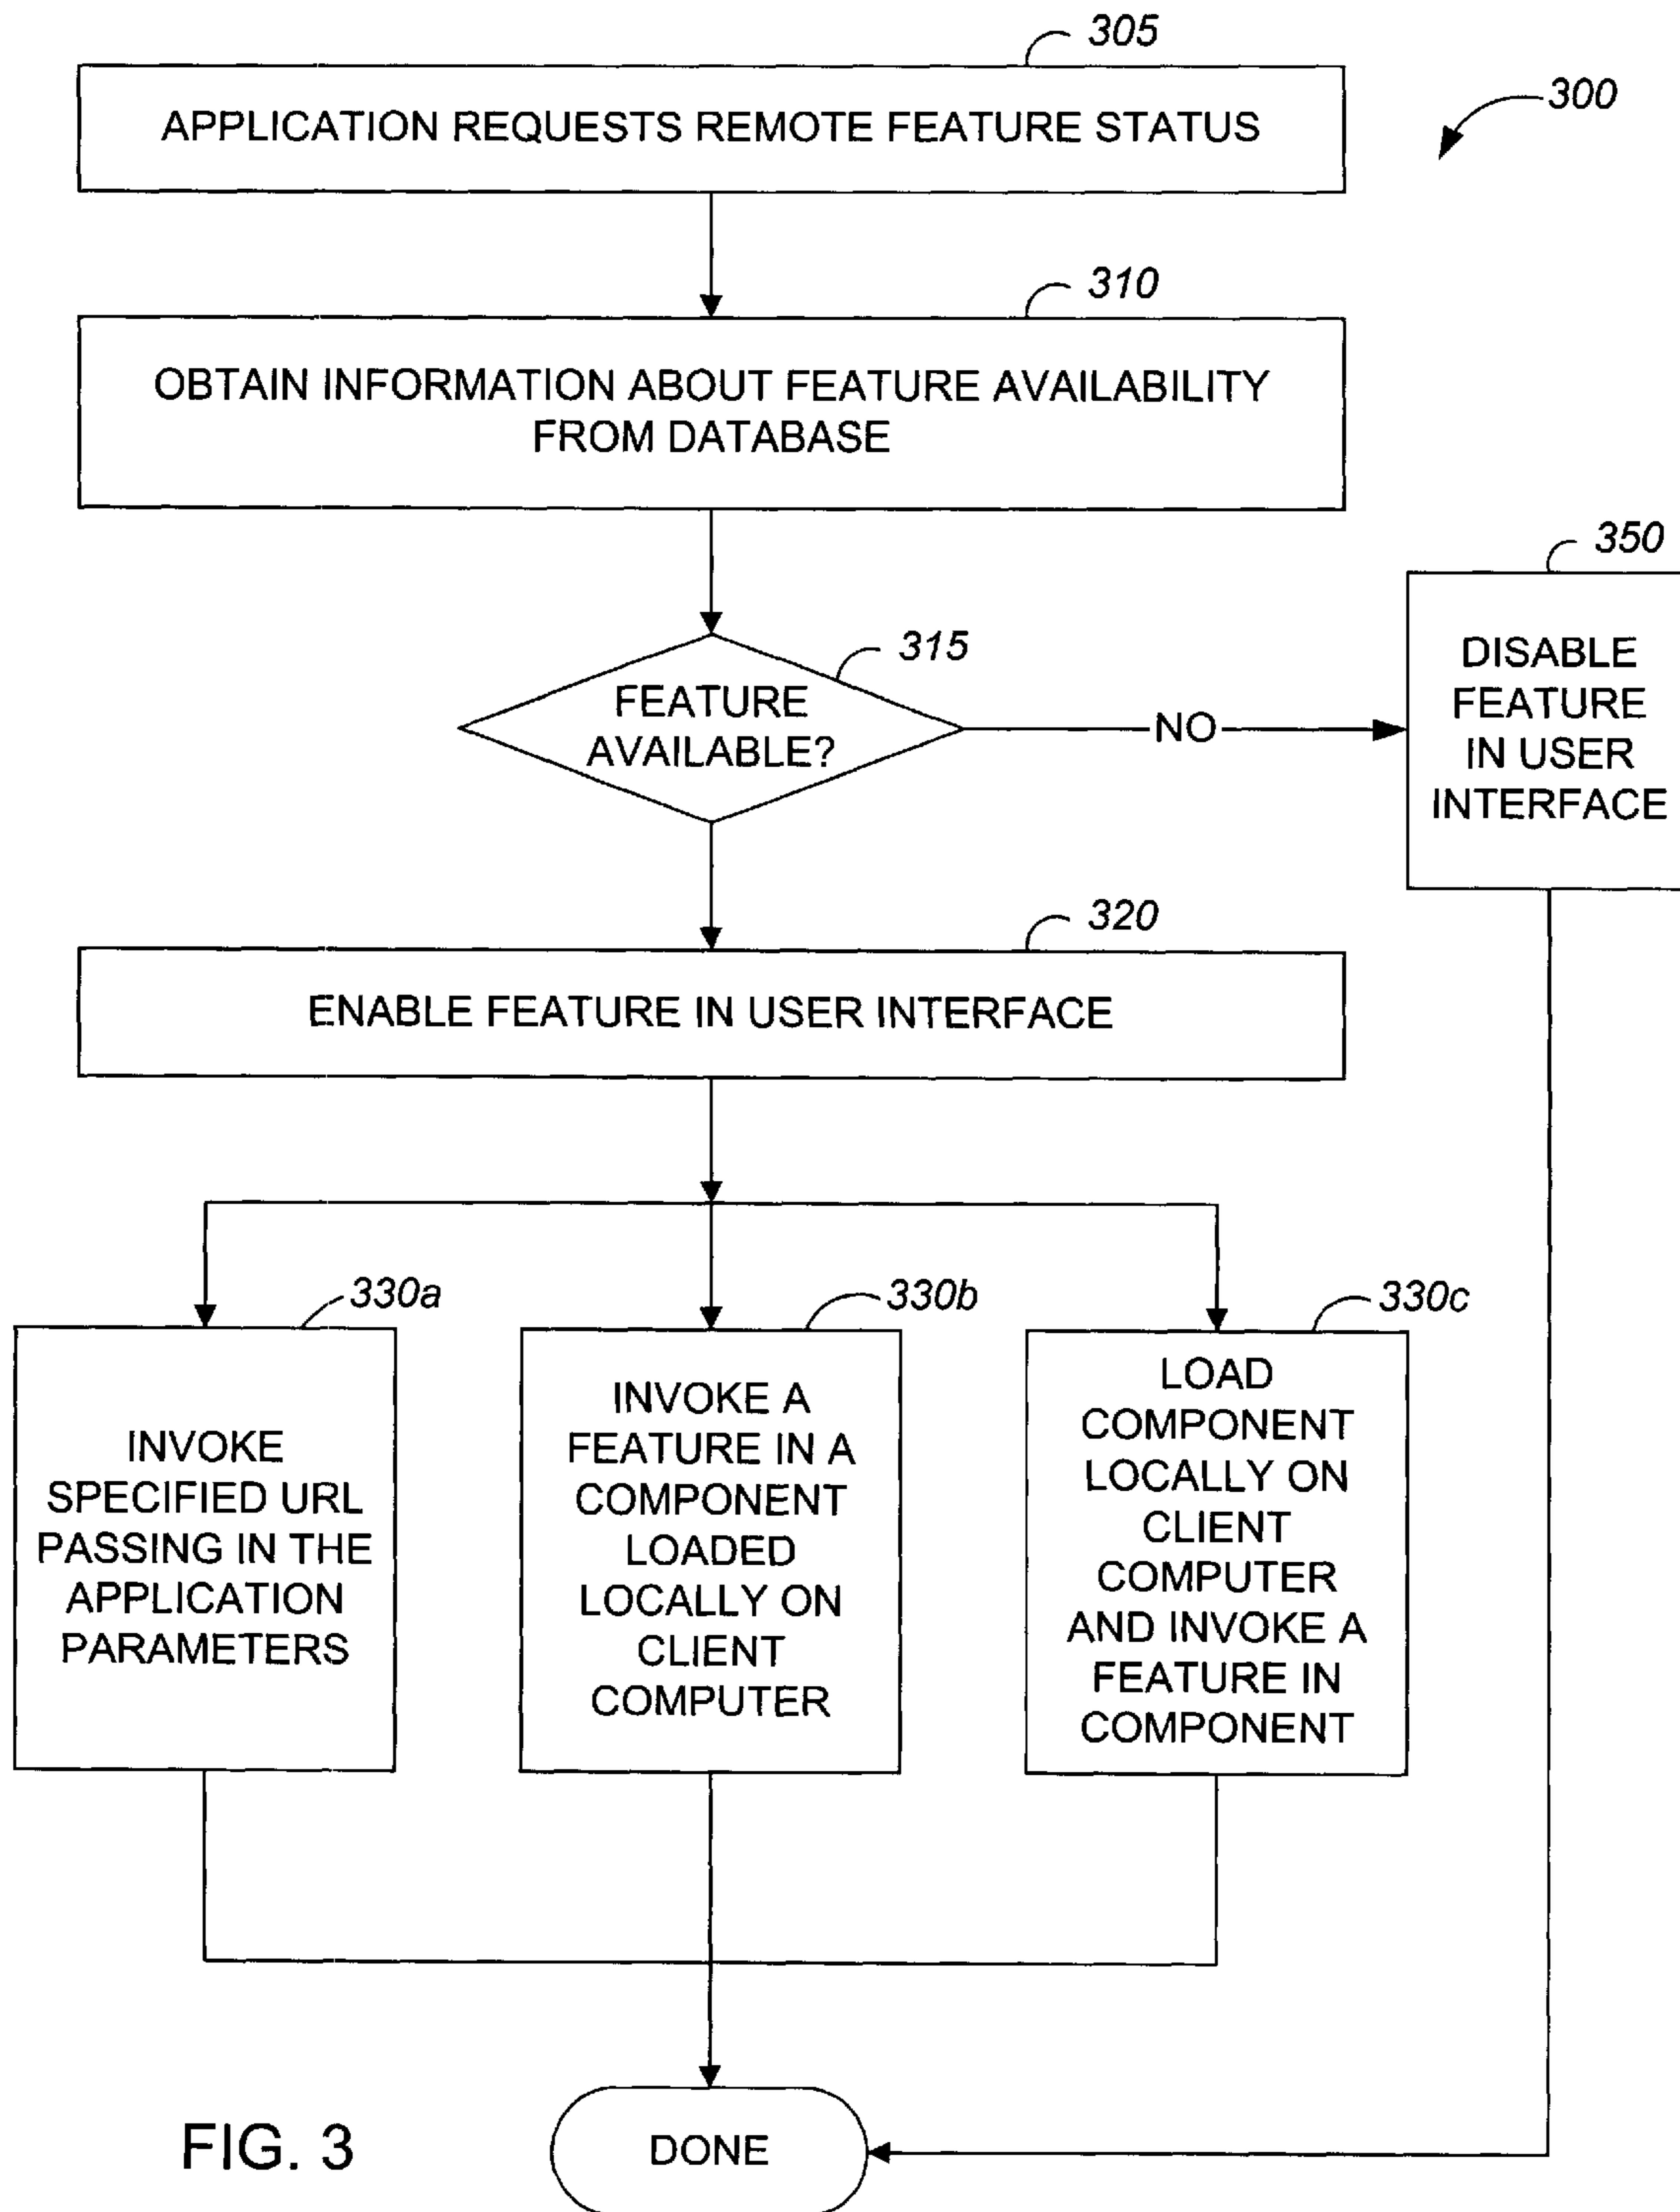 305
300
APPLICATION REQUESTS REMOTE FEATURE STATUS
310
OBTAIN INFORMATION ABOUT FEATURE AVAILABILITY
FROM DATABASE
350
315
FEATURE
AVAILABLE?
NO
DISABLE
FEATURE
IN USER
INTERFACE
320
ENABLE FEATURE IN USER INTERFACE
330a
INVOKE
SPECIFIED URL
PASSING IN THE
APPLICATION
PARAMETERS
330b
INVOKE A
FEATURE IN A
COMPONENT
LOADED
LOCALLY ON
CLIENT
COMPUTER
330c
LOAD
COMPONENT
LOCALLY ON
CLIENT
COMPUTER
AND INVOKE A
FEATURE IN
COMPONENT
FIG. 3
DONE